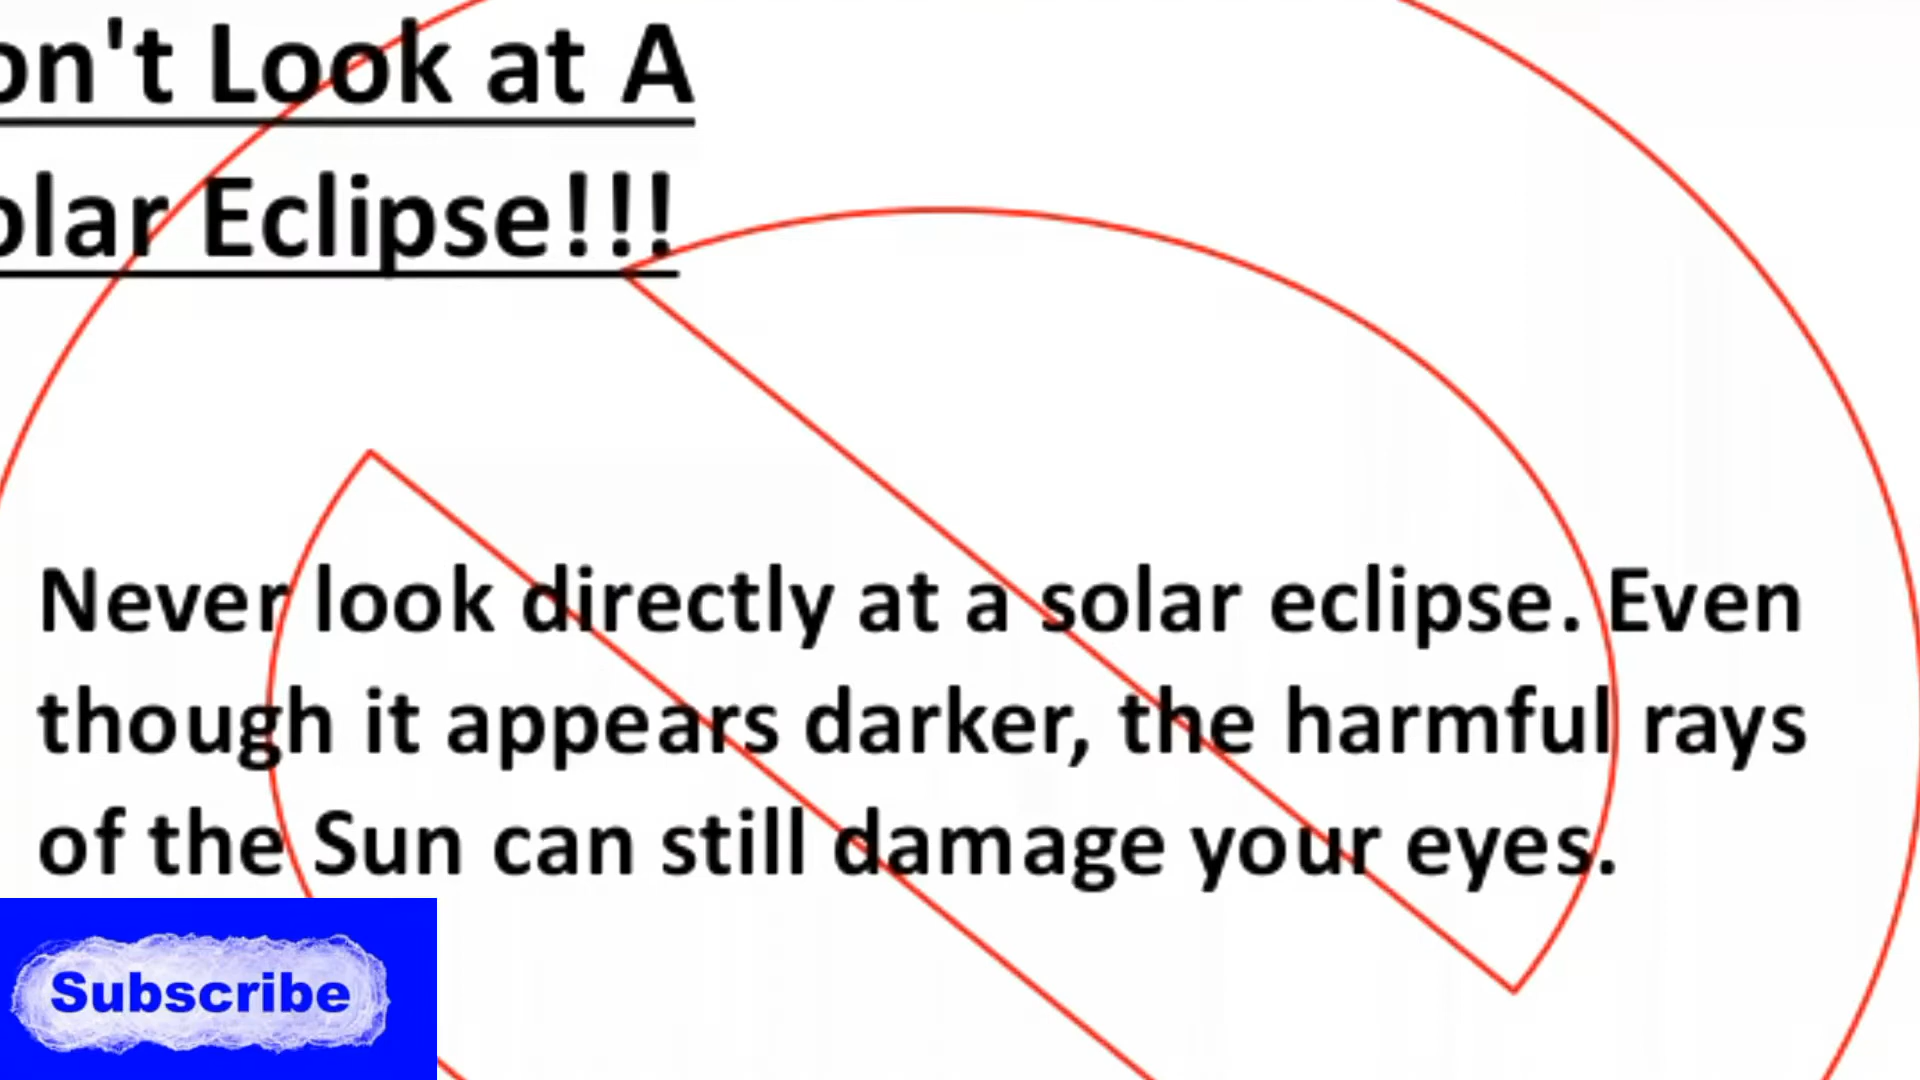 on't Look at A
olar Eclipse!!!
Never look directly at a solar eclipse. Even
though it appears darker, the harmful rays
of the Sun can still damage your eyes.
Subscribe